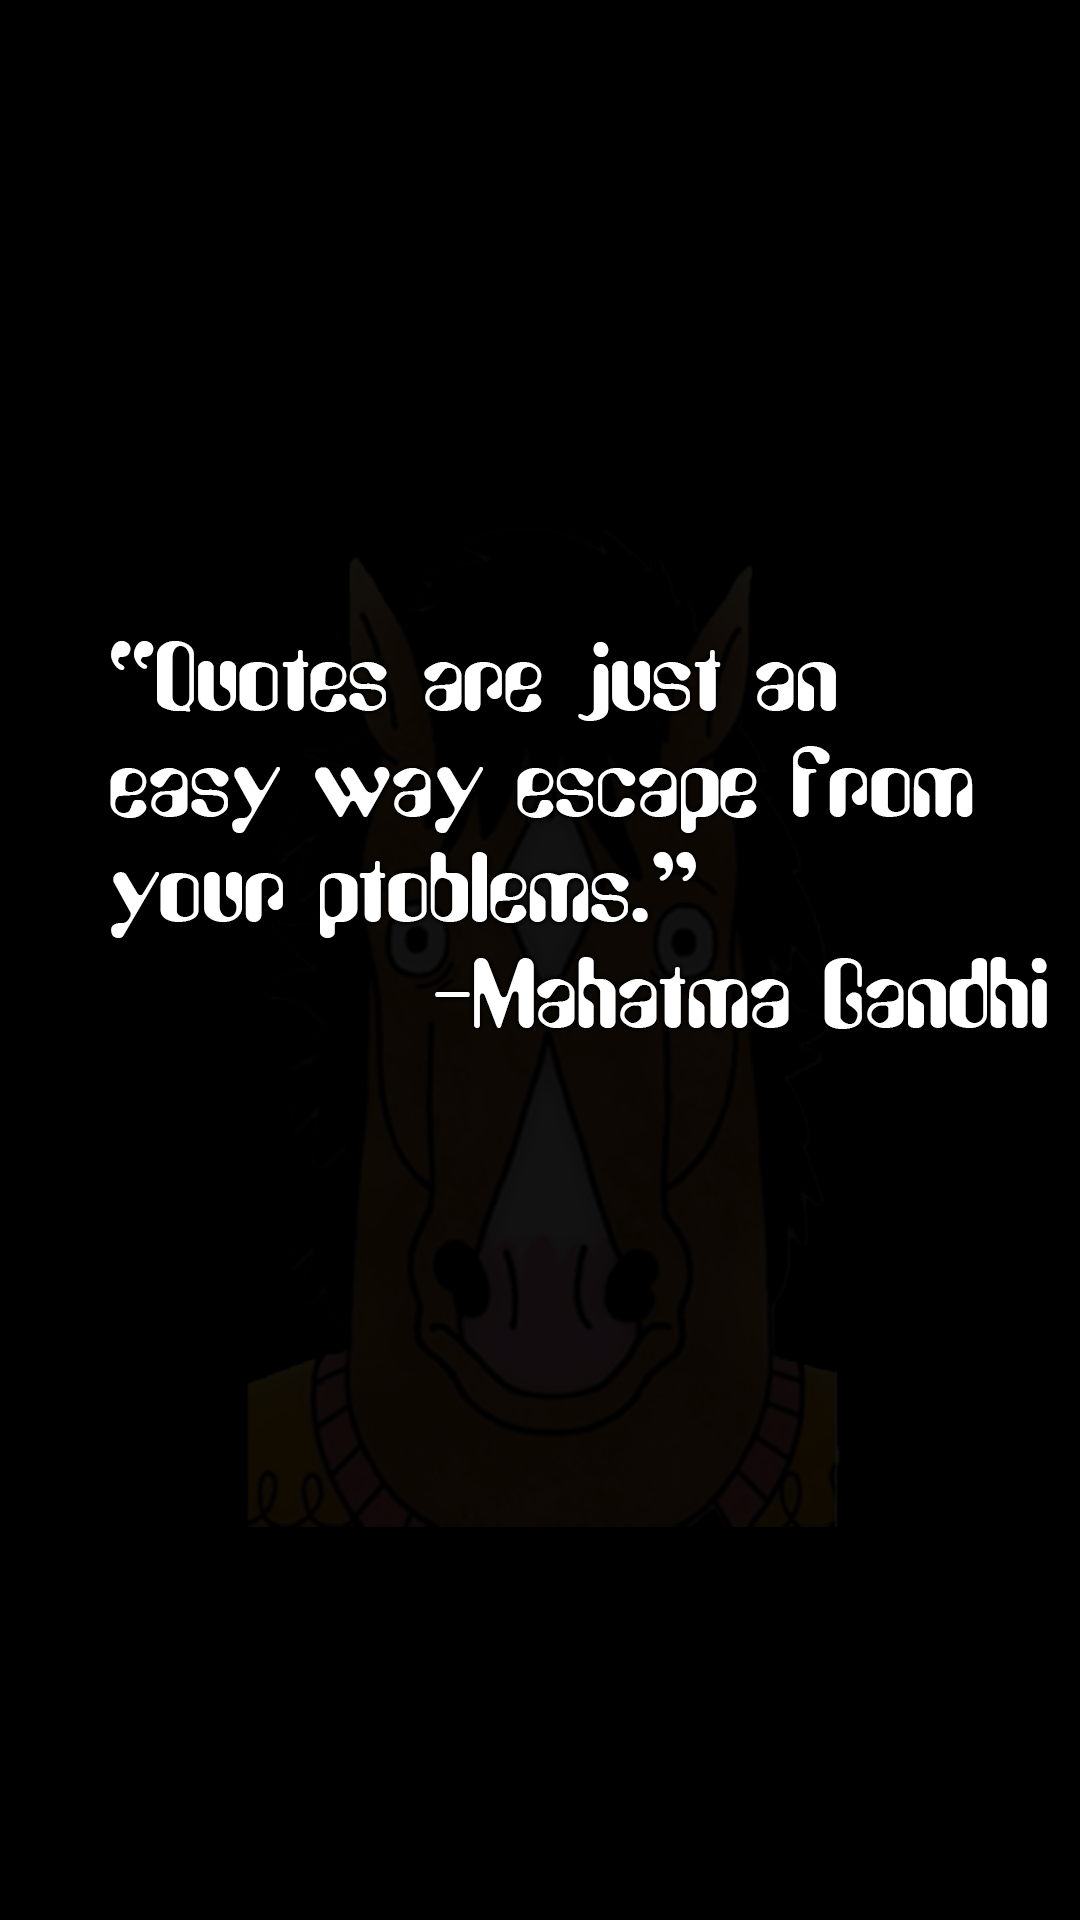 “Quotes are just an
easy way escape from
your ptoblems.”
-Mahatma Gandhi